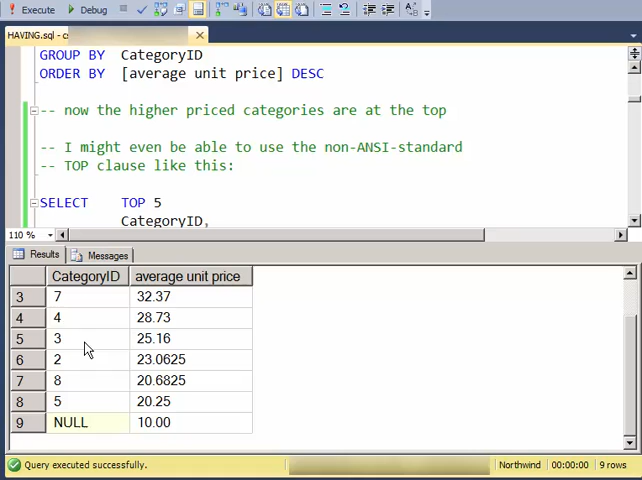 Execute Debug
HAVING.sql - c
GROUP BY CategoryID
ORDER BY [average unit price] DESC
-- now the higher priced categories are at the top
-- I might even be able to use the non-ANSI-standard
-- TOP clause like this:
SELECT TOP 5
CategoryID,
110 %
Results Messages
CategoryID average unit price
3 7 32.37
4 4 28.73
5 3 25.16
6 2 23.0625
7 8 20.6825
8 5 20.25
9 NULL 10.00
Query executed successfully. Northwind 00:00:00 9 rows